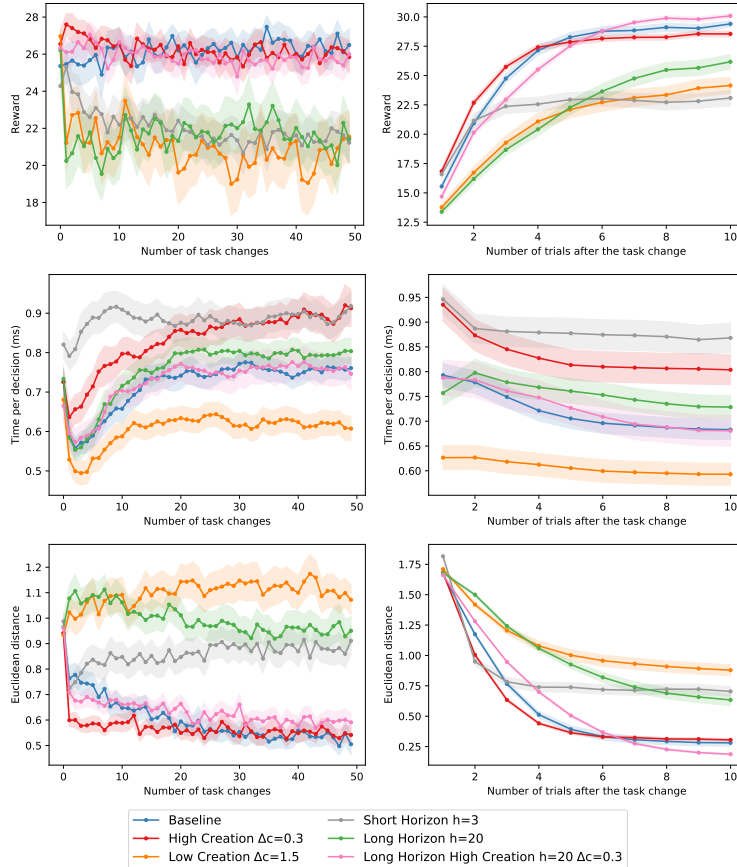 28
26
24
22
20
18
Reward
0 10 20 30 40 50
Number of task changes
30.0
27.5
25.0
22.5
20.0
17.5
15.0
12.5
Reward
2 4 6 8 10
Number of trials after the task change
0.9
0.8
0.7
0.6
0.5
Time per decision (ms)
0 10 20 30 40 50
Number of task changes
0.95
0.90
0.85
0.80
0.75
0.70
0.65
0.60
Time per decision (ms)
2 4 6 8 10
Number of trials after the task change
1.2
1.1
1.0
0.9
0.8
0.7
0.6
0.5
Euclidean distance
0 10 20 30 40 50
Number of task changes
1.75
1.50
1.25
1.00
0.75
0.50
0.25
Euclidean distance
2 4 6 8 10
Number of trials after the task change
Baseline
High Creation Δc=0.3
Low Creation Δc=1.5
Short Horizon h=3
Long Horizon h=20
Long Horizon High Creation h=20 Δc=0.3